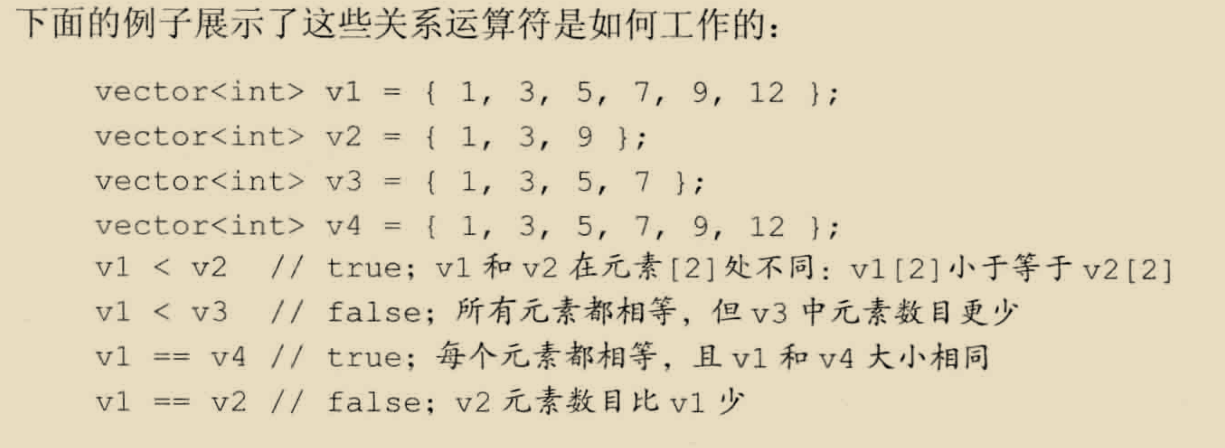 下面的例子展示了这些关系运算符是如何工作的：
vector<int> v1 = { 1, 3, 5, 7, 9, 12 };
vector<int> v2 = { 1, 3, 9 };
vector<int> v3 = { 1, 3, 5, 7 };
vector<int> v4 = { 1, 3, 5, 7, 9, 12 };
v1 < v2 // true; v1 和 v2 在元素[2]处不同: v1[2]小于等于 v2[2]
v1 < v3 // false; 所有元素都相等, 但 v3 中元素数目更少
v1 == v4 // true; 每个元素都相等, 且 v1 和 v4 大小相同
v1 == v2 // false; v2 元素数目比 v1 少